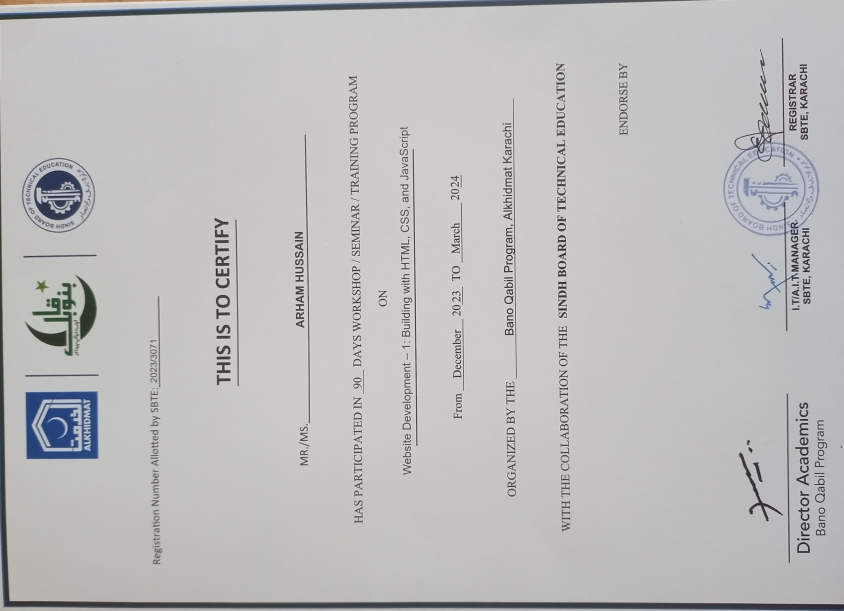 ALKHIDMAT
الخدمت
بنو قابل
SINDH BOARD OF TECHNICAL EDUCATION
Registration Number Allotted by SBTE: 2023/3071
THIS IS TO CERTIFY
MR./MS. ARHAM HUSSAIN
HAS PARTICIPATED IN 90 DAYS WORKSHOP / SEMINAR / TRAINING PROGRAM
ON
Website Development – 1: Building with HTML, CSS, and JavaScript
From December 2023 TO March 2024
ORGANIZED BY THE Bano Qabil Program, Alkhidmat Karachi
WITH THE COLLABORATION OF THE SINDH BOARD OF TECHNICAL EDUCATION
ENDORSE BY
SINDH BOARD OF TECHNICAL EDUCATION
Director Academics
Bano Qabil Program
I.T/A.I.T MANAGER
SBTE, KARACHI
REGISTRAR
SBTE, KARACHI